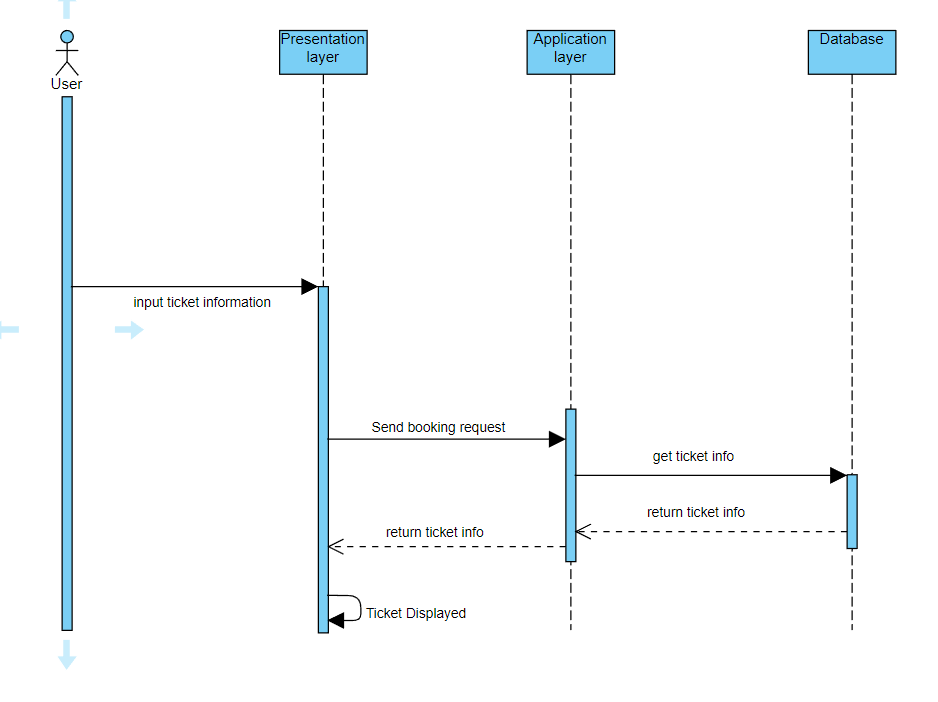 User
Presentation
layer
Application
layer
Database
input ticket information
Send booking request
get ticket info
return ticket info
return ticket info
Ticket Displayed